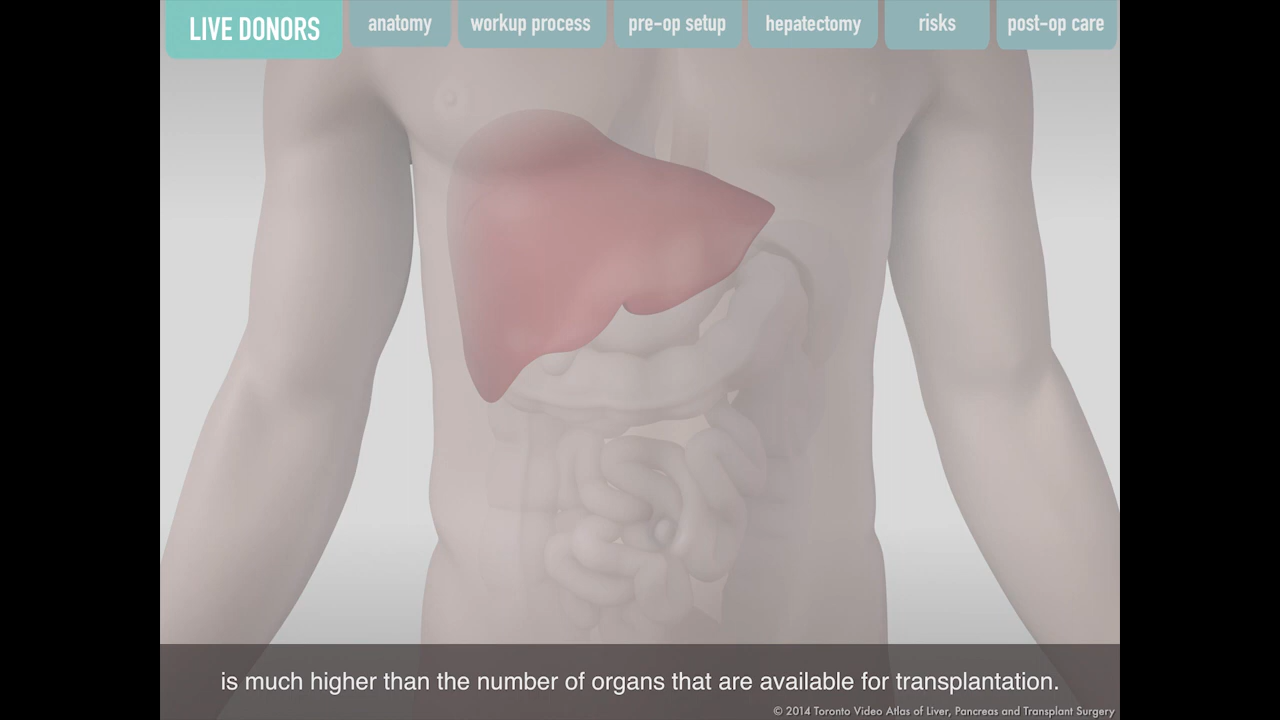 LIVE DONORS
anatomy
workup process
pre-op setup
hepatectomy
risks
post-op care
is much higher than the number of organs that are available for transplantation.
© 2014 Toronto Video Atlas of Liver, Pancreas and Transplant Surgery